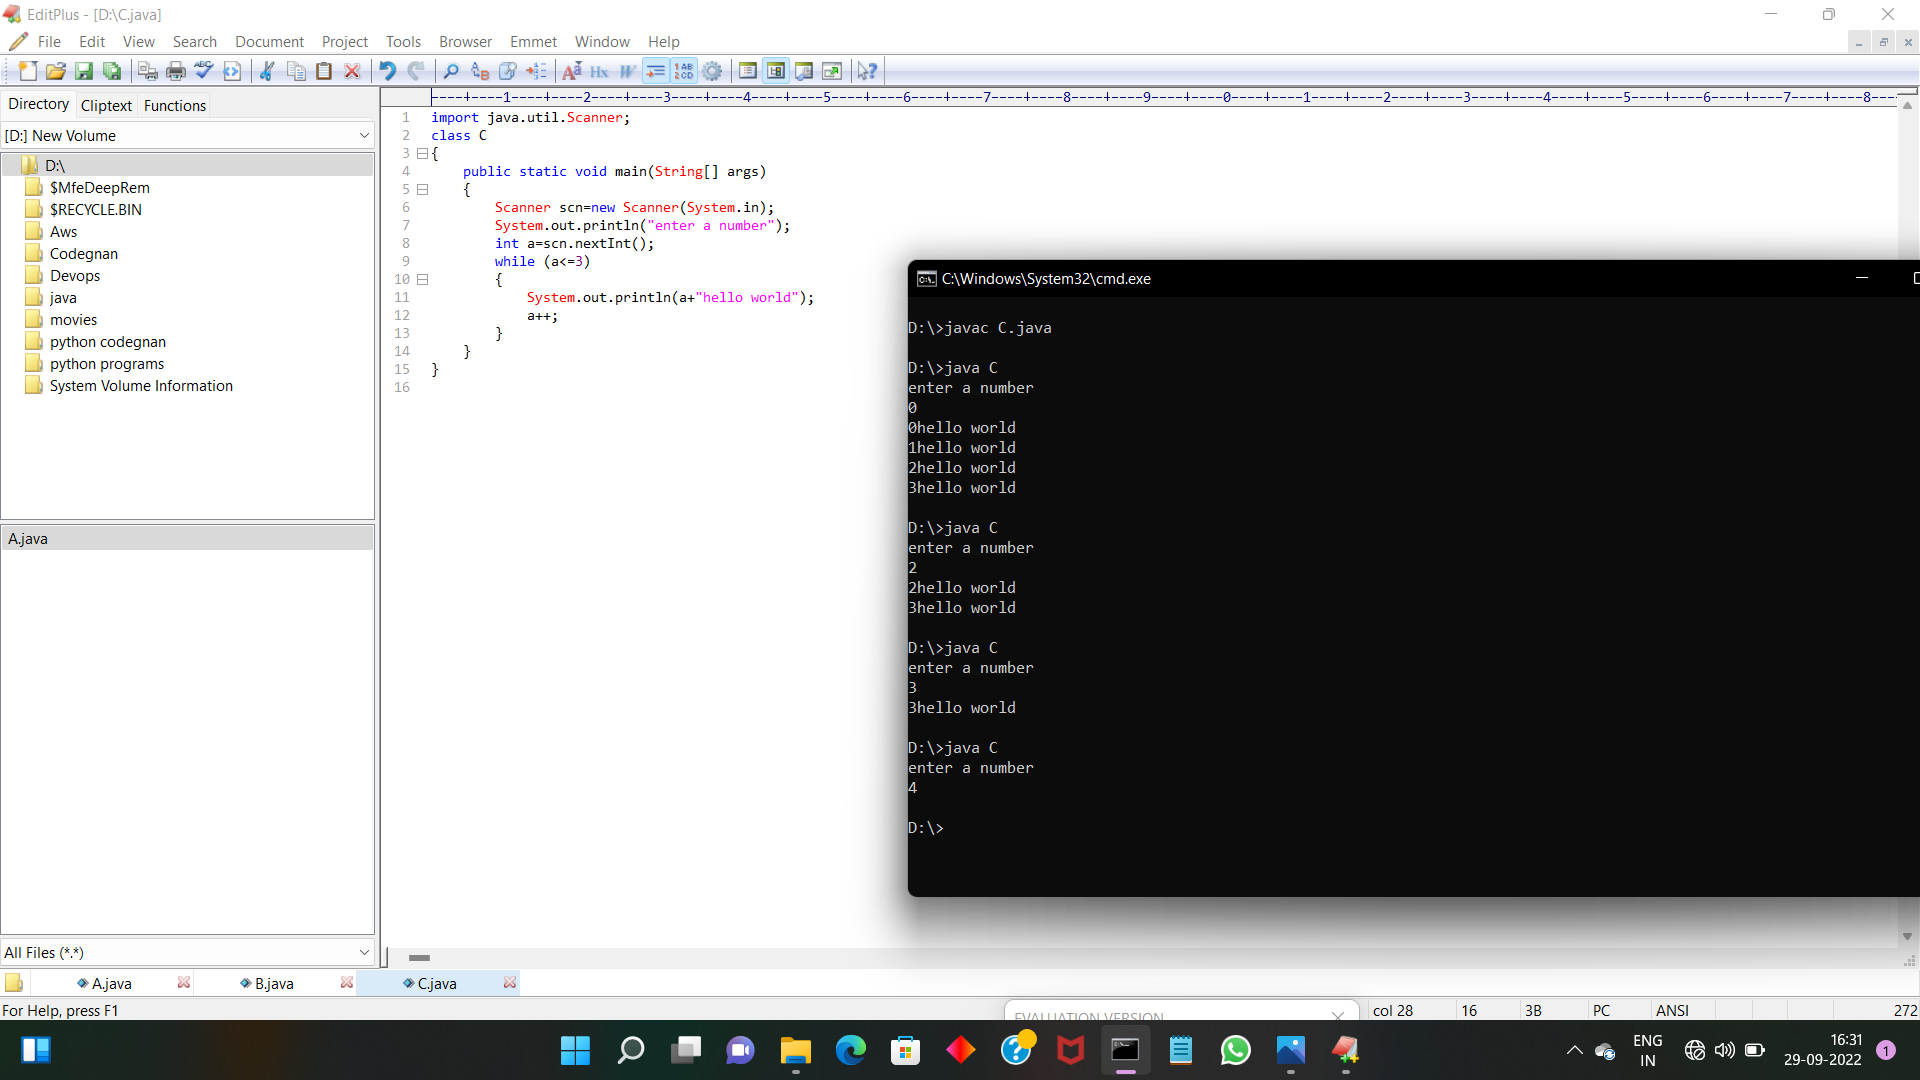 EditPlus - [D:\C.java]
File Edit View Search Document Project Tools Browser Emmet Window Help
Directory Cliptext Functions
[D:] New Volume
D:\
$MfeDeepRem
$RECYCLE.BIN
Aws
Codegnan
Devops
java
movies
python codegnan
python programs
System Volume Information
A.java
All Files (*.*)
----+----1----+----2----+----3----+----4----+----5----+----6----+----7----+----8----+----9----+----0----+----1----+----2----+----3----+----4----+----5----+----6----+----7----+----8---
1 import java.util.Scanner;
2 class C
3 {
4 public static void main(String[] args)
5 {
6 Scanner scn=new Scanner(System.in);
7 System.out.println("enter a number");
8 int a=scn.nextInt();
9 while (a<=3)
10 {
11 System.out.println(a+"hello world");
12 a++;
13 }
14 }
15 }
16
C:\Windows\System32\cmd.exe
D:\>javac C.java
D:\>java C
enter a number
0
0hello world
1hello world
2hello world
3hello world
D:\>java C
enter a number
2
2hello world
3hello world
D:\>java C
enter a number
3
3hello world
D:\>java C
enter a number
4
D:\>
A.java B.java C.java
For Help, press F1
EVALUATION VERSION
col 28 16 3B PC ANSI 272
ENG
IN
16:31
29-09-2022
1